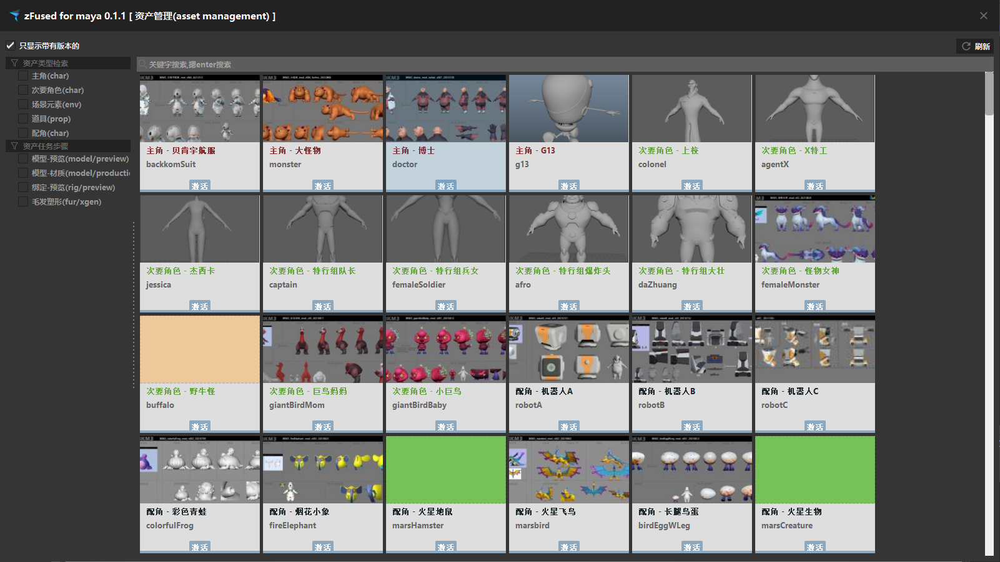 zFused for maya 0.1.1 [ 资产管理(asset management) ]
只显示带有版本的
刷新
资产类型检索
关键字搜索,摁enter搜索
主角(char)
次要角色(char)
场景元素(env)
道具(prop)
配角(char)
资产任务步骤
模型-预览(model/preview)
模型-材质(model/producti
绑定-预览(rig/preview)
毛发塑形(fur/xgen)
主角 - 贝肯宇航服
backkomSuit
激活
主角 - 大怪物
monster
激活
主角 - 博士
doctor
激活
主角 - G13
g13
激活
次要角色 - 上校
colonel
激活
次要角色 - X特工
agentX
激活
次要角色 - 杰西卡
jessica
激活
次要角色 - 特行组队长
captain
激活
次要角色 - 特行组兵女
femaleSoldier
激活
次要角色 - 特行组爆炸头
afro
激活
次要角色 - 特行组大壮
daZhuang
激活
次要角色 - 怪物女神
femaleMonster
激活
次要角色 - 野牛怪
buffalo
激活
次要角色 - 巨鸟妈妈
giantBirdMom
激活
次要角色 - 小巨鸟
giantBirdBaby
激活
配角 - 机器人A
robotA
激活
配角 - 机器人B
robotB
激活
配角 - 机器人C
robotC
激活
配角 - 彩色青蛙
colorfulFrog
激活
配角 - 烟花小象
fireElephant
激活
配角 - 火星地鼠
marsHamster
激活
配角 - 火星飞鸟
marsbird
激活
配角 - 长腿鸟蛋
birdEggWLeg
激活
配角 - 火星生物
marsCreature
激活